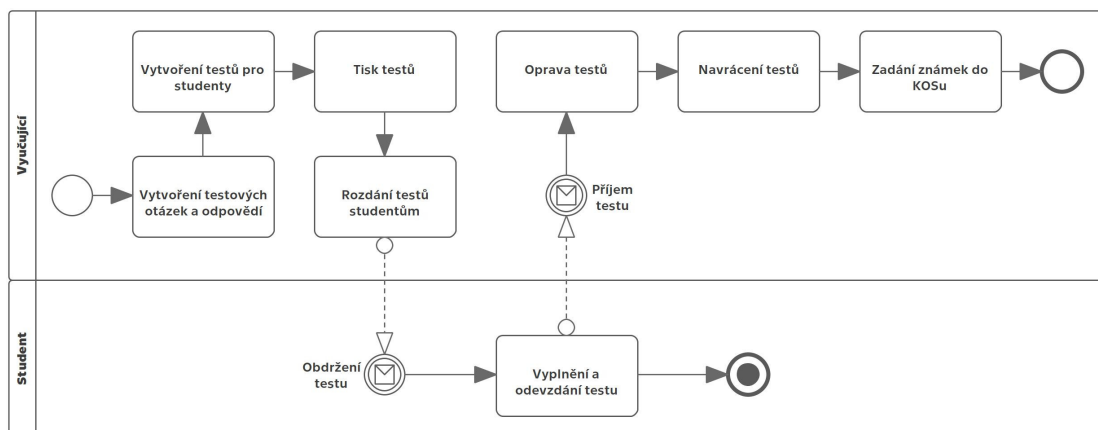 Vyučující
Vytvoření testů pro
studenty
Tisk testů
Oprava testů
Navrácení testů
Zadání známek do
KOSu
Vytvoření testových
otázek a odpovědí
Rozdání testů
studentům
Příjem
testu
Student
Obdržení
testu
Vyplnění a
odevzdání testu